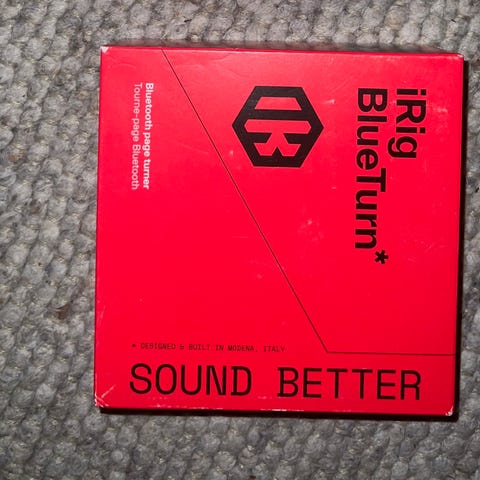 iRig
BlueTurn*
Bluetooth page turner
Tourne-page Bluetooth
* DESIGNED & BUILT IN MODENA, ITALY
SOUND BETTER